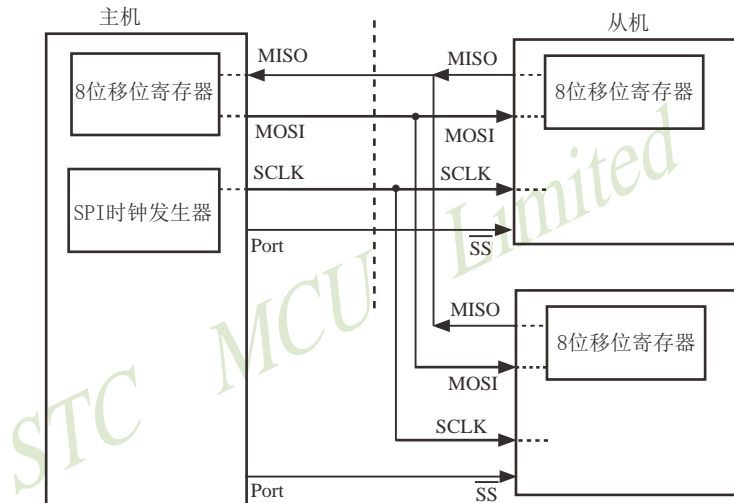 主机
从机
MISO
MISO
8位移位寄存器
8位移位寄存器
MOSI
MOSI
SCLK
SCLK
SPI时钟发生器
Port
SS
MISO
8位移位寄存器
MOSI
SCLK
Port
SS
STC MCU Limited